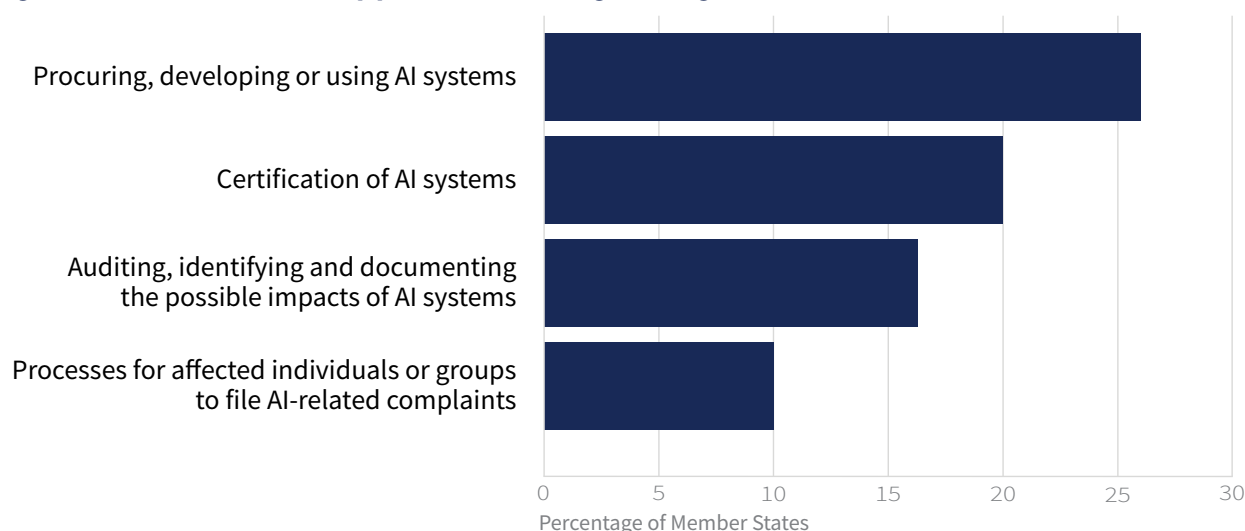 Procuring, developing or using AI systems
Certification of AI systems
Auditing, identifying and documenting
the possible impacts of AI systems
Processes for affected individuals or groups
to file AI-related complaints
0 5 10 15 20 25 30
Percentage of Member States